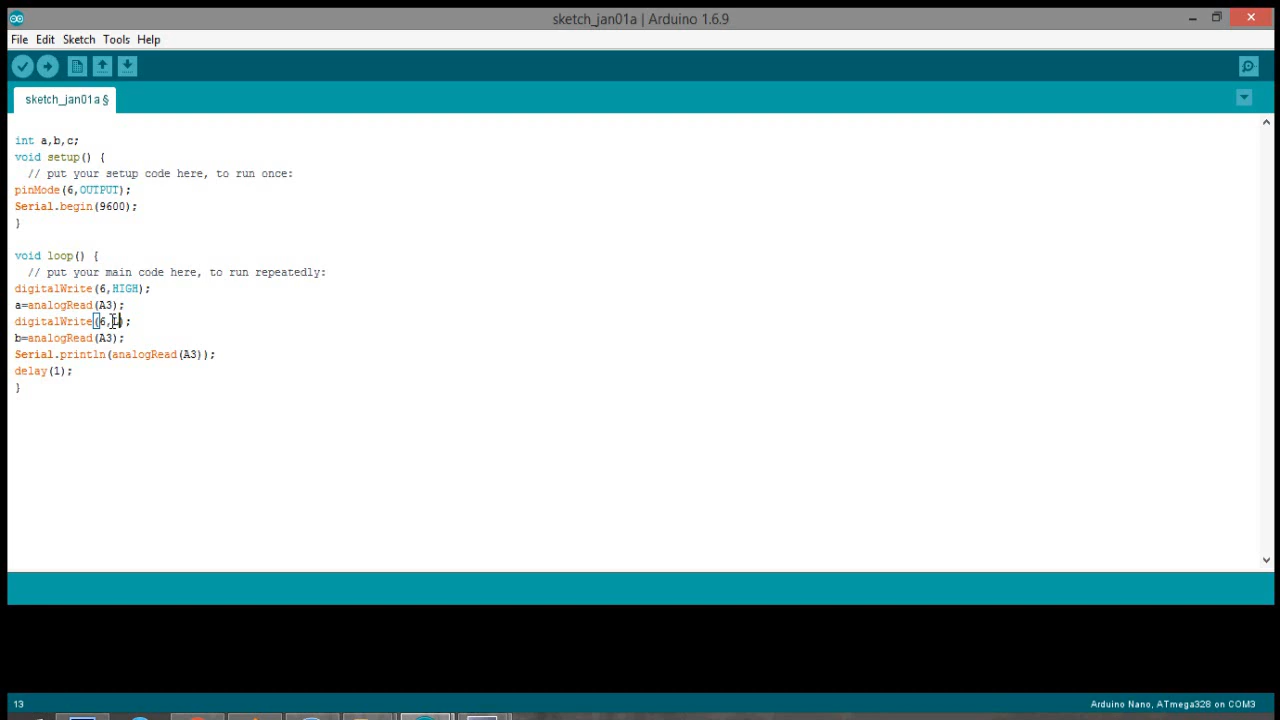 sketch_jan01a | Arduino 1.6.9
File Edit Sketch Tools Help
sketch_jan01a §
int a,b,c;
void setup() {
// put your setup code here, to run once:
pinMode(6,OUTPUT);
Serial.begin(9600);
}
void loop() {
// put your main code here, to run repeatedly:
digitalWrite(6,HIGH);
a=analogRead(A3);
digitalWrite(6,L);
b=analogRead(A3);
Serial.println(analogRead(A3));
delay(1);
}
13
Arduino Nano, ATmega328 on COM3